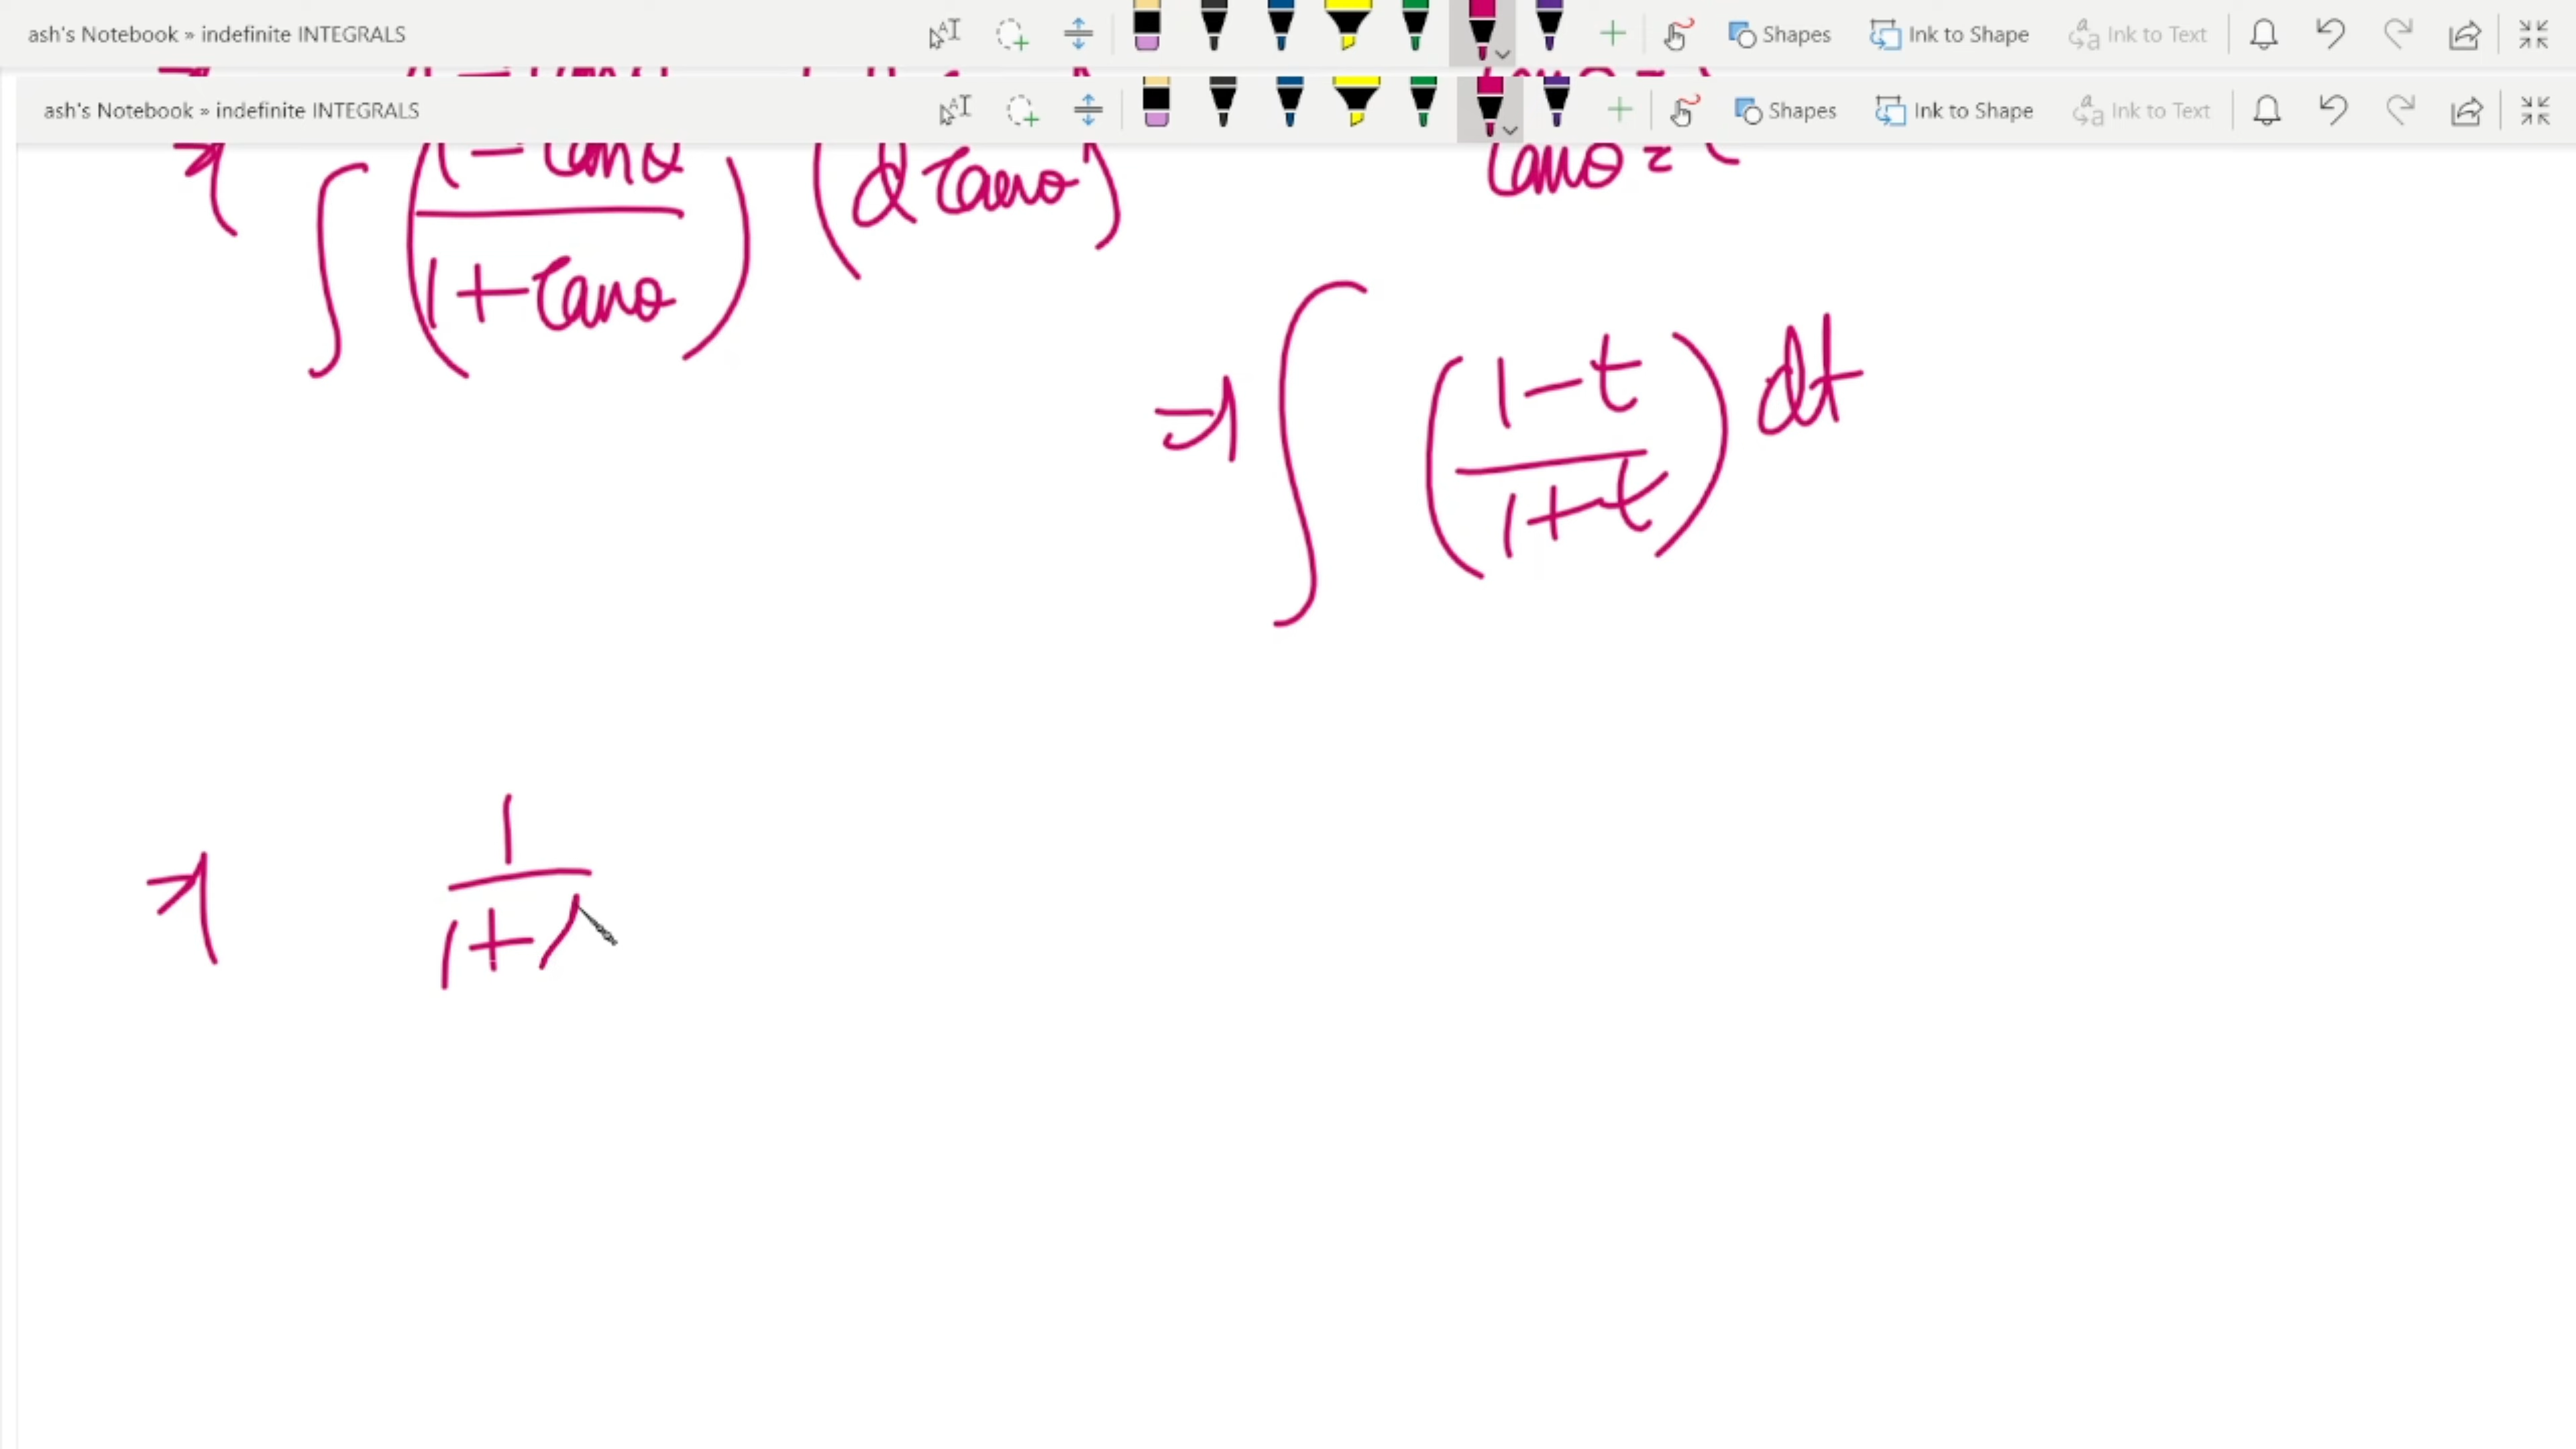 ash's Notebook » indefinite INTEGRALS Shapes Ink to Shape Ink to Text
ash's Notebook » indefinite INTEGRALS Shapes Ink to Shape Ink to Text
∫ (1 - tanθ / 1 + tanθ) (d tanθ)
tanθ = t
⇒ ∫ (1-t / 1+t) dt
⇒ 1 / 1+